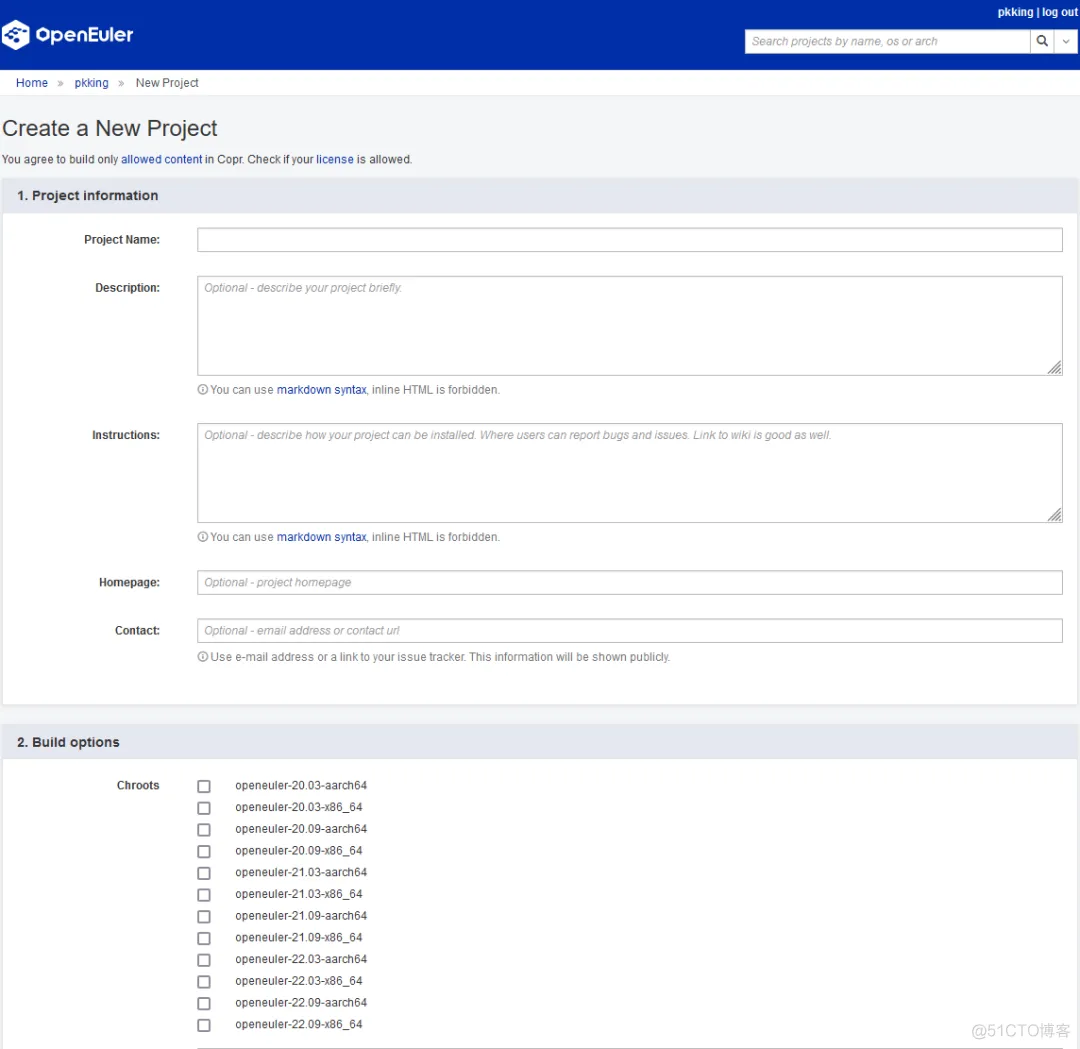 pkking | log out
OpenEuler
Search projects by name, os or arch
Home » pkking » New Project
Create a New Project
You agree to build only allowed content in Copr. Check if your license is allowed.
1. Project information
Project Name:
Description:
Optional - describe your project briefly.
You can use markdown syntax, inline HTML is forbidden.
Instructions:
Optional - describe how your project can be installed. Where users can report bugs and issues. Link to wiki is good as well.
You can use markdown syntax, inline HTML is forbidden.
Homepage:
Optional - project homepage
Contact:
Optional - email address or contact url
Use e-mail address or a link to your issue tracker. This information will be shown publicly.
2. Build options
Chroots
openeuler-20.03-aarch64
openeuler-20.03-x86_64
openeuler-20.09-aarch64
openeuler-20.09-x86_64
openeuler-21.03-aarch64
openeuler-21.03-x86_64
openeuler-21.09-aarch64
openeuler-21.09-x86_64
openeuler-22.03-aarch64
openeuler-22.03-x86_64
openeuler-22.09-aarch64
openeuler-22.09-x86_64
@51CTO博客